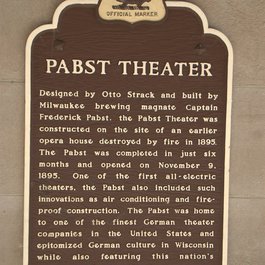 OFFICIAL MARKER
PABST THEATER
Designed by Otto Strack and built by
Milwaukee brewing magnate Captain
Frederick Pabst, the Pabst Theater was
constructed on the site of an earlier
opera house destroyed by fire in 1895.
The Pabst was completed in just six
months and opened on November 9,
1895. One of the first all-electric
theaters, the Pabst also included such
innovations as air conditioning and fire-
proof construction. The Pabst was home
to one of the finest German theater
companies in the United States and
epitomized German culture in Wisconsin
while also featuring this nation's